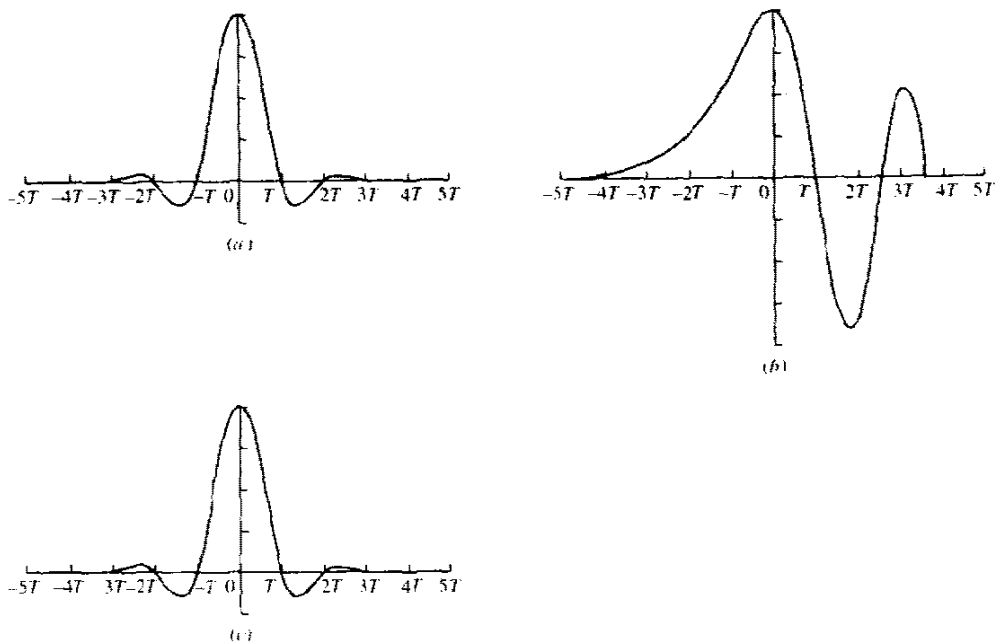 –5T –4T –3T –2T –T 0 T 2T 3T 4T 5T
(a)
–5T –4T –3T –2T –T 0 T 2T 3T 4T 5T
(b)
–5T –4T 3T –2T –T 0 T 2T 3T 4T 5T
(c)